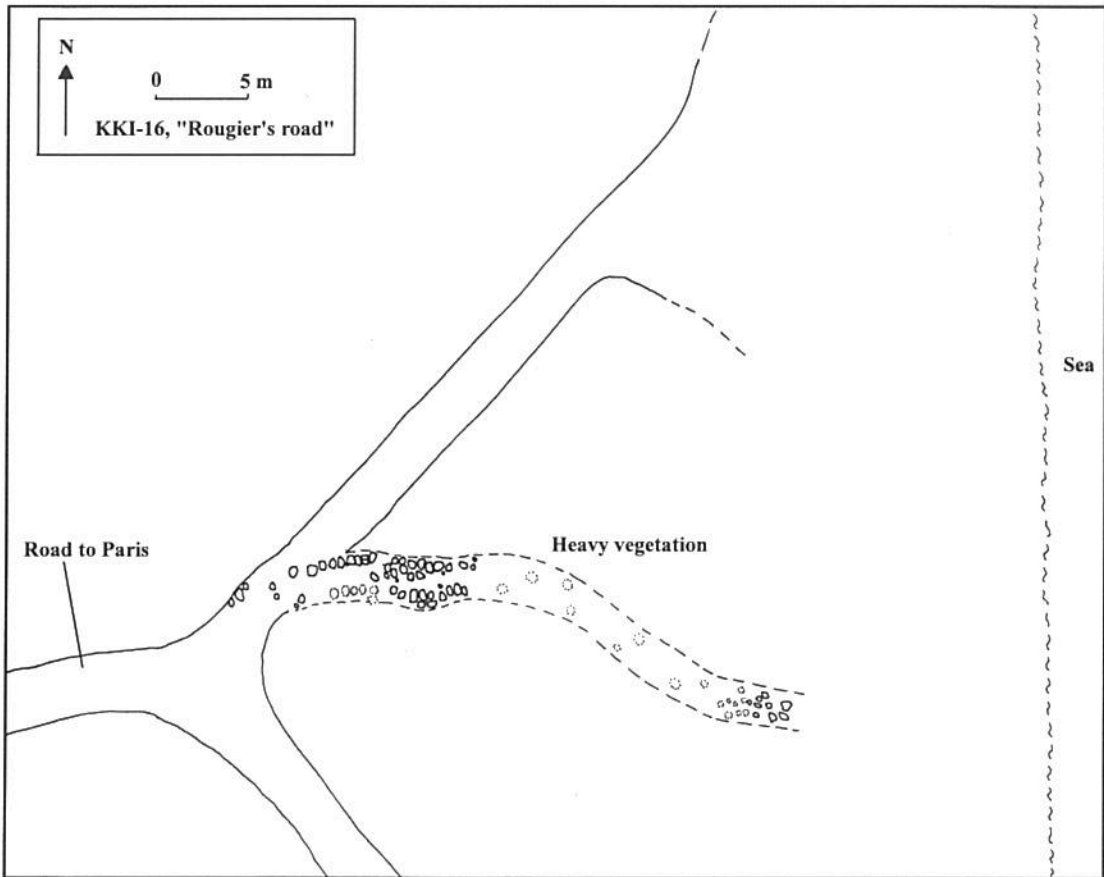 N
0 5 m
KKI-16, "Rougier's road"
Sea
Road to Paris
Heavy vegetation